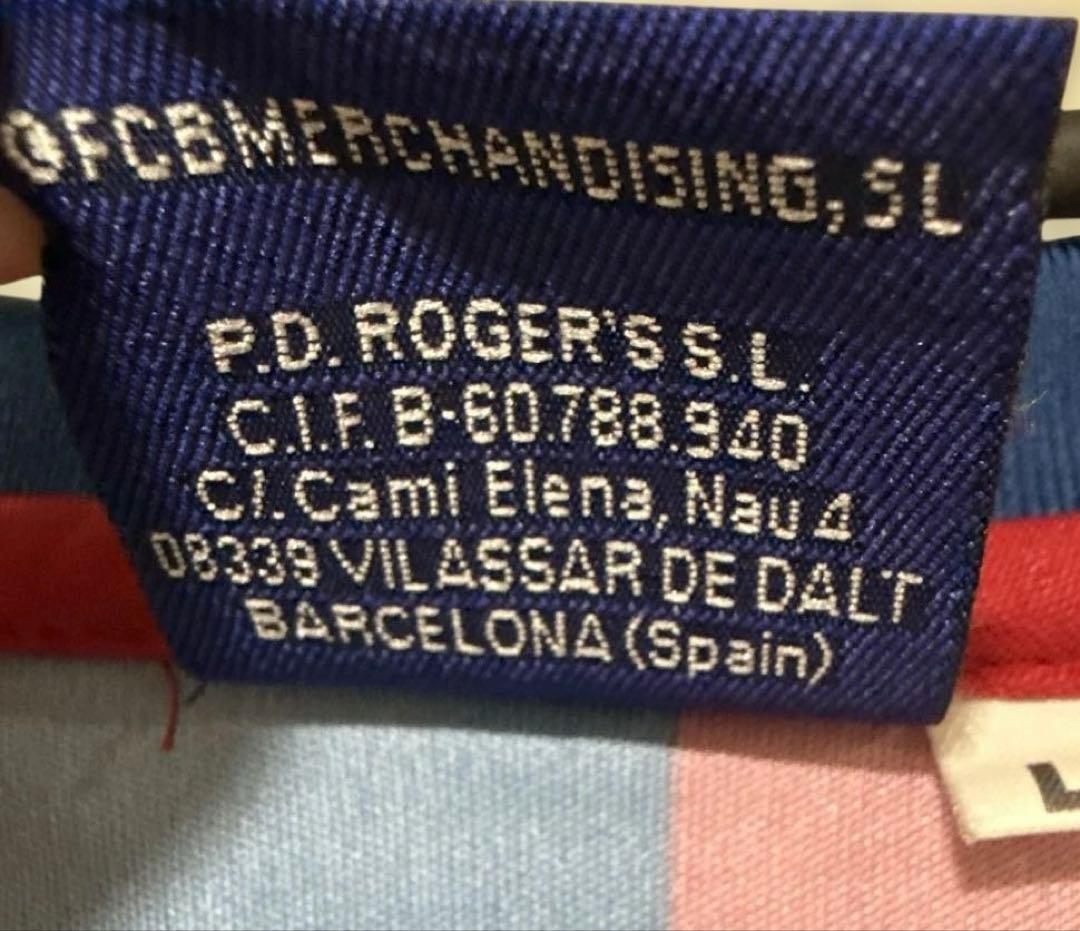 ©FCBMERCHANDISING, SL
P.D. ROGER'S S.L.
C.I.F. B-60.788.940
C/. Cami Elena, Nau 4
08339 VILASSAR DE DALT
BARCELONA (Spain)
L